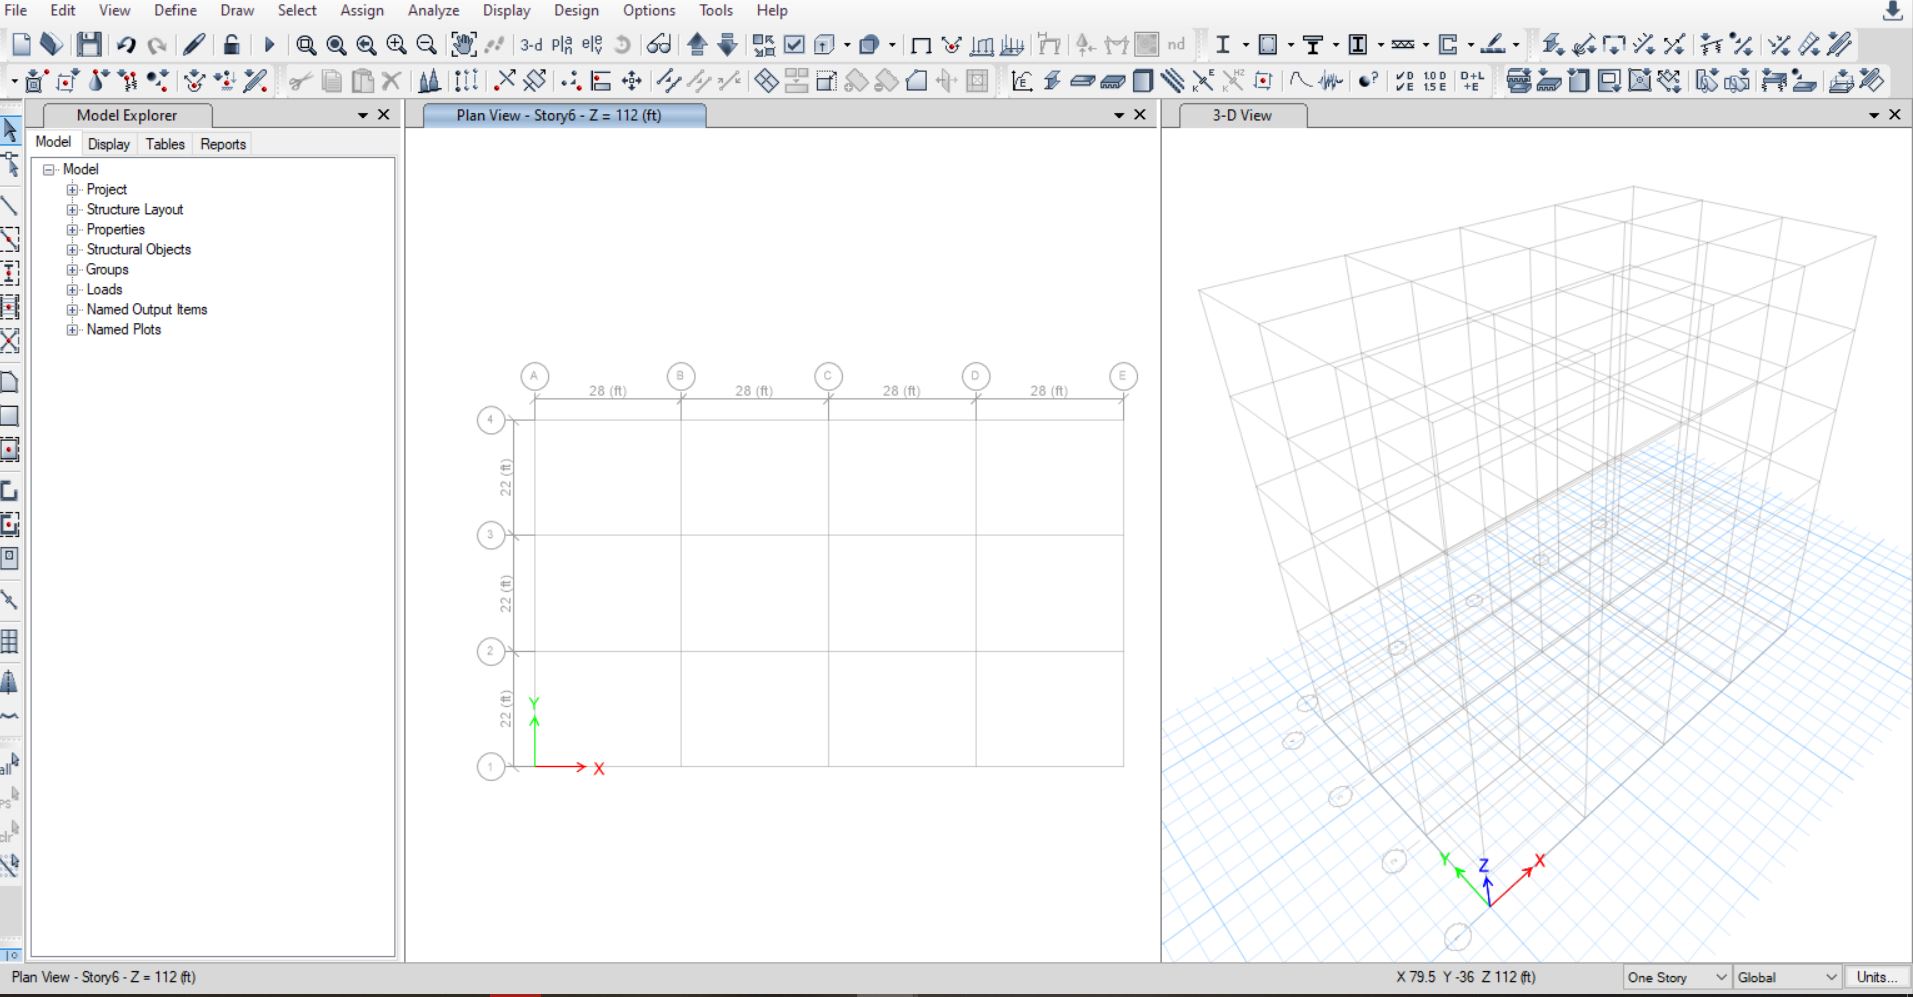 File Edit View Define Draw Select Assign Analyze Display Design Options Tools Help
3-d nd
Model Explorer
Plan View - Story6 - Z = 112 (ft)
3-D View
Model Display Tables Reports
Model
Project
Structure Layout
Properties
Structural Objects
Groups
Loads
Named Output Items
Named Plots
A B C D E
28 (ft) 28 (ft) 28 (ft) 28 (ft)
4
22 (ft)
3
22 (ft)
2
22 (ft)
Y
1
X
Y Z X
all
Plan View - Story6 - Z = 112 (ft)
X 79.5 Y -36 Z 112 (ft)
One Story
Global
Units...